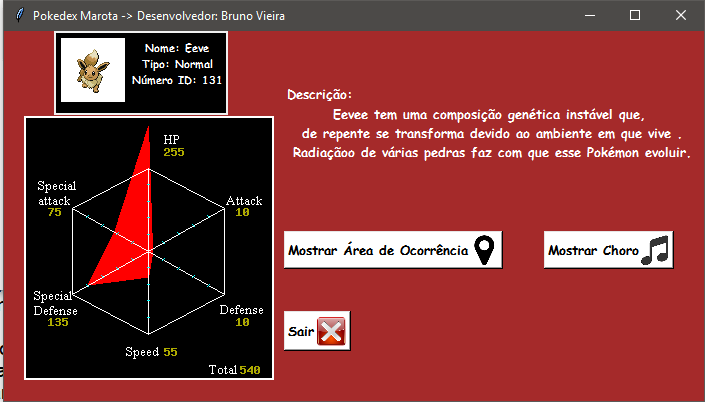 Pokedex Marota -> Desenvolvedor: Bruno Vieira
Nome: Eeve
Tipo: Normal
Número ID: 131
HP
255
Special
attack
75
Attack
10
Special
Defense
135
Defense
10
Speed 55
Total 540
Descrição:
Eevee tem uma composição genética instável que,
de repente se transforma devido ao ambiente em que vive .
Radiaçãoo de várias pedras faz com que esse Pokémon evoluir.
Mostrar Área de Ocorrência
Mostrar Choro
Sair